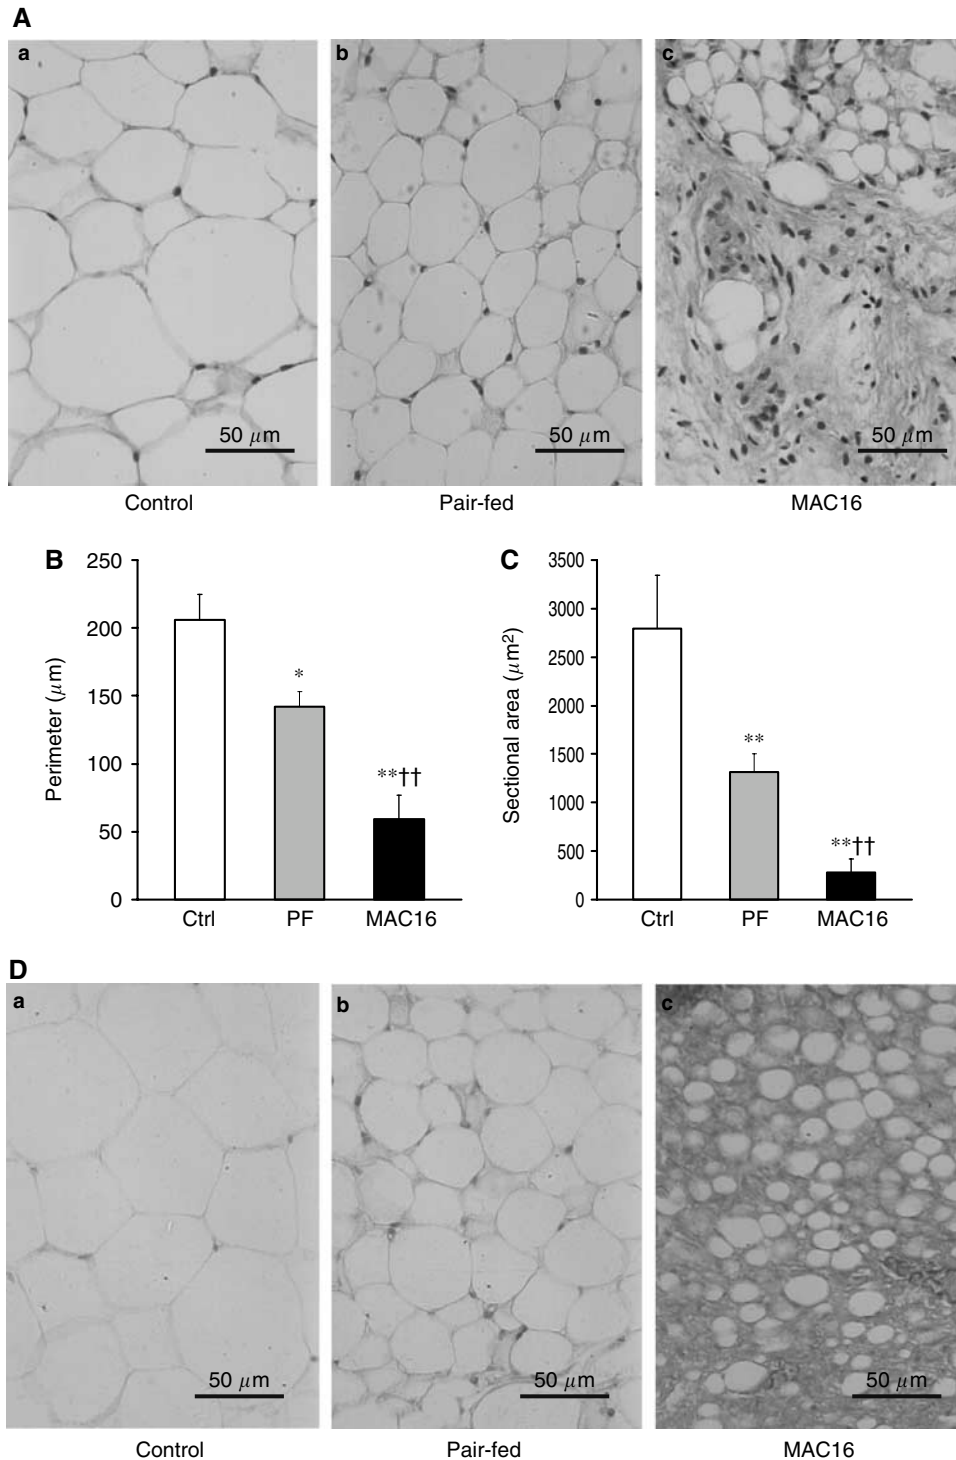 A
a
b
c
50 μm
50 μm
50 μm
Control
Pair-fed
MAC16
B
250
200
150
100
50
0
Perimeter (μm)
*
**††
Ctrl
PF
MAC16
C
3500
3000
2500
2000
1500
1000
500
0
Sectional area (μm²)
**
**††
Ctrl
PF
MAC16
D
a
b
c
50 μm
50 μm
50 μm
Control
Pair-fed
MAC16